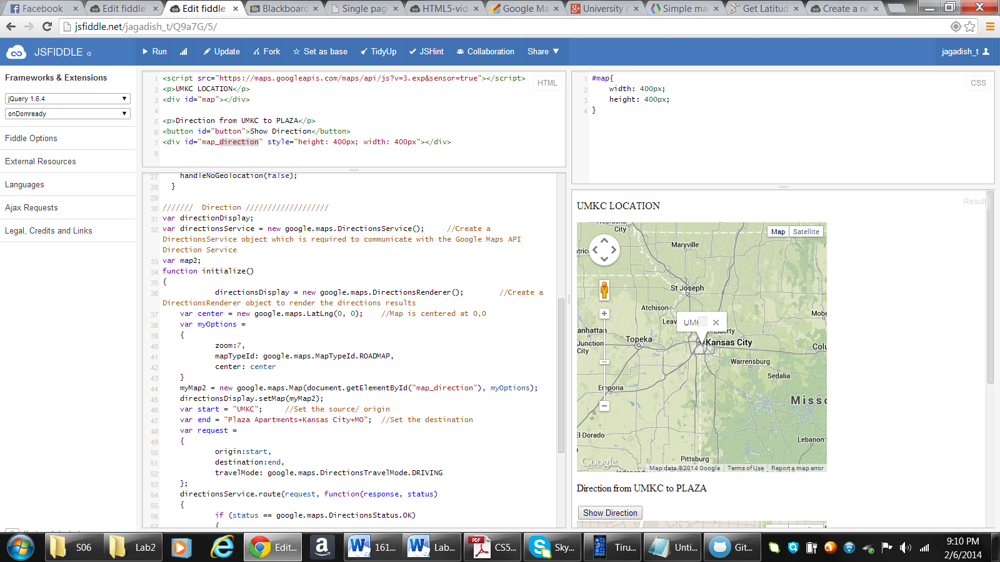 Facebook
Edit fiddle
Edit fiddle
Blackboard
Single pag
HTML5-vid
Google Ma
University o
Simple ma
Get Latitud
Create a ne
jsfiddle.net/jagadish_t/Q9a7G/5/
JSFIDDLE α
Run
Update
Fork
Set as base
TidyUp
JSHint
Collaboration
Share
jagadish_t
Frameworks & Extensions
jQuery 1.6.4
onDomready
Fiddle Options
External Resources
Languages
Ajax Requests
Legal, Credits and Links
HTML
1 <script src="https://maps.googleapis.com/maps/api/js?v=3.exp&sensor=true"></script>
2 <p>UMKC LOCATION</p>
3 <div id="map"></div>
4
5 <p>Direction from UMKC to PLAZA</p>
6 <button id="button">Show Direction</button>
7 <div id="map_direction" style="height: 400px; width: 400px"></div>
8
27 handleNoGeolocation(false);
28 }
29
30 /////// Direction ///////////////////
31 var directionDisplay;
32 var directionsService = new google.maps.DirectionsService(); //Create a
DirectionsService object which is required to communicate with the Google Maps API
Direction Service
33 var map2;
34 function initialize()
35 {
36 directionsDisplay = new google.maps.DirectionsRenderer(); //Create a
DirectionsRenderer object to render the directions results
37 var center = new google.maps.LatLng(0, 0); //Map is centered at 0,0
38 var myOptions =
39 {
40 zoom:7,
41 mapTypeId: google.maps.MapTypeId.ROADMAP,
42 center: center
43 }
44 myMap2 = new google.maps.Map(document.getElementById("map_direction"), myOptions);
45 directionsDisplay.setMap(myMap2);
46 var start = "UMKC"; //Set the source/ origin
47 var end = "Plaza Apartments+Kansas City+MO"; //Set the destination
48 var request =
49 {
50 origin:start,
51 destination:end,
52 travelMode: google.maps.DirectionsTravelMode.DRIVING
53 };
54 directionsService.route(request, function(response, status)
55 {
56 if (status == google.maps.DirectionsStatus.OK)
57 {
CSS
1 #map{
2 width: 400px;
3 height: 400px;
4 }
Result
UMKC LOCATION
Map
Satellite
City
Maryville
St Joseph
Atchison
Leav
UMK
Liberty
anhattan
Junction
City
Topeka
Kansas City
Warrensburg
Sedalia
Mobe
Colu
Emporia
Misso
El Dorado
Lebanon
Pittsburg
Google
Map data ©2014 Google
Terms of Use
Report a map error
Direction from UMKC to PLAZA
Show Direction
S06
Lab2
Edit...
161...
Lab...
CS5...
Sky...
Tiru...
Unti...
Git...
9:10 PM
2/6/2014